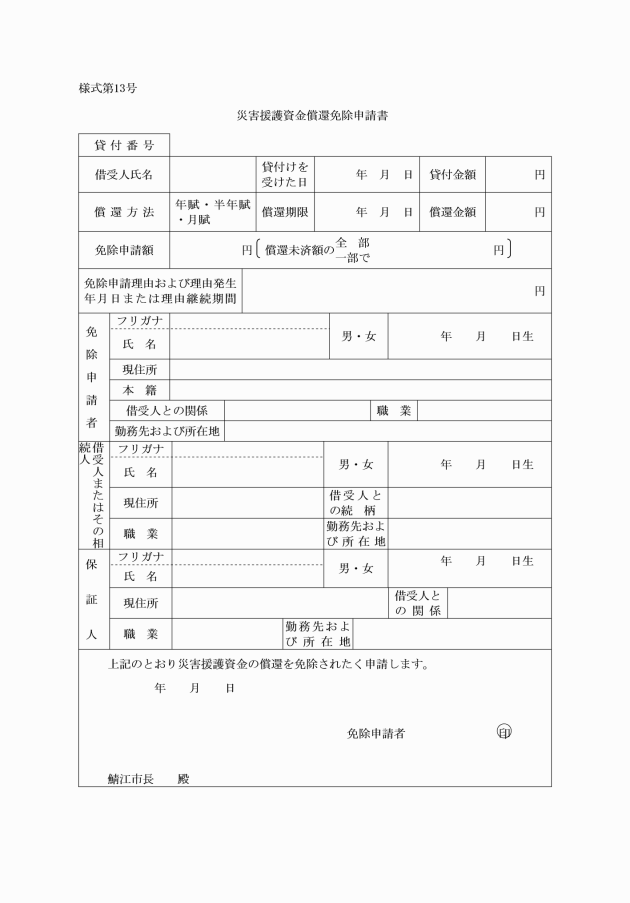 様式第13号
災害援護資金償還免除申請書
貸付番号
借受人氏名 貸付けを受けた日 年 月 日 貸付金額 円
償還方法 年賦・半年賦・月賦 償還期限 年 月 日 償還金額 円
免除申請額 円〔償還未済額の全部一部で 円〕
免除申請理由および理由発生
年月日または理由継続期間 円
免除申請者
フリガナ
氏名 男・女 年 月 日生
現住所
本籍
借受人との関係 職業
勤務先および所在地
借受人またはその相続人
フリガナ
氏名 男・女 年 月 日生
現住所 借受人との続柄
職業 勤務先および所在地
保証人
フリガナ
氏名 男・女 年 月 日生
現住所 借受人との関係
職業 勤務先および所在地
上記のとおり災害援護資金の償還を免除されたく申請します。
年 月 日
免除申請者 印
鯖江市長 殿